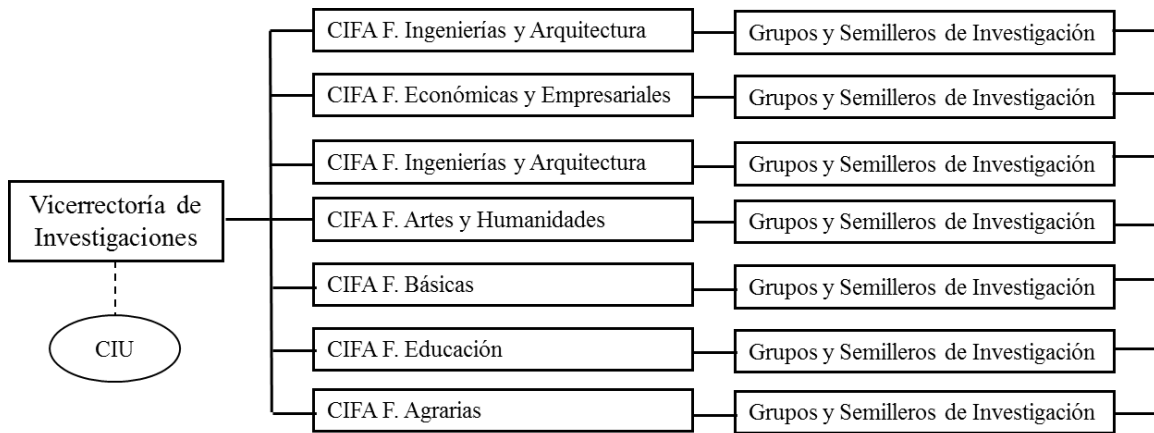 CIFA F. Ingenierías y Arquitectura
Grupos y Semilleros de Investigación
CIFA F. Económicas y Empresariales
Grupos y Semilleros de Investigación
CIFA F. Ingenierías y Arquitectura
Grupos y Semilleros de Investigación
Vicerrectoría de
Investigaciones
CIFA F. Artes y Humanidades
Grupos y Semilleros de Investigación
CIFA F. Básicas
Grupos y Semilleros de Investigación
CIU
CIFA F. Educación
Grupos y Semilleros de Investigación
CIFA F. Agrarias
Grupos y Semilleros de Investigación